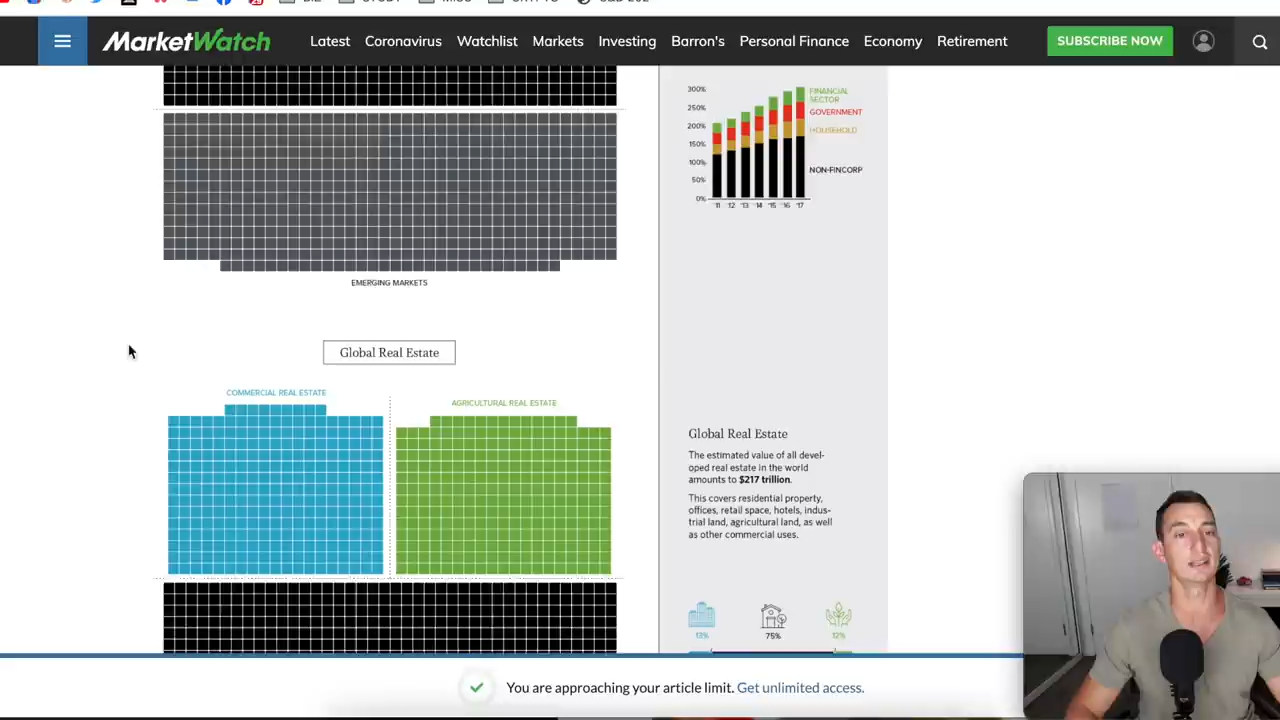 MarketWatch
Latest Coronavirus Watchlist Markets Investing Barron's Personal Finance Economy Retirement
SUBSCRIBE NOW
EMERGING MARKETS
Global Real Estate
COMMERCIAL REAL ESTATE
AGRICULTURAL REAL ESTATE
300%
250%
200%
150%
100%
50%
0%
'11 '12 '13 '14 '15 '16 '17
FINANCIAL
SECTOR
GOVERNMENT
HOUSEHOLD
NON-FINCORP
Global Real Estate
The estimated value of all devel-
oped real estate in the world
amounts to $217 trillion.
This covers residential property,
offices, retail space, hotels, indus-
trial land, agricultural land, as well
as other commercial uses.
13% 75% 12%
You are approaching your article limit. Get unlimited access.